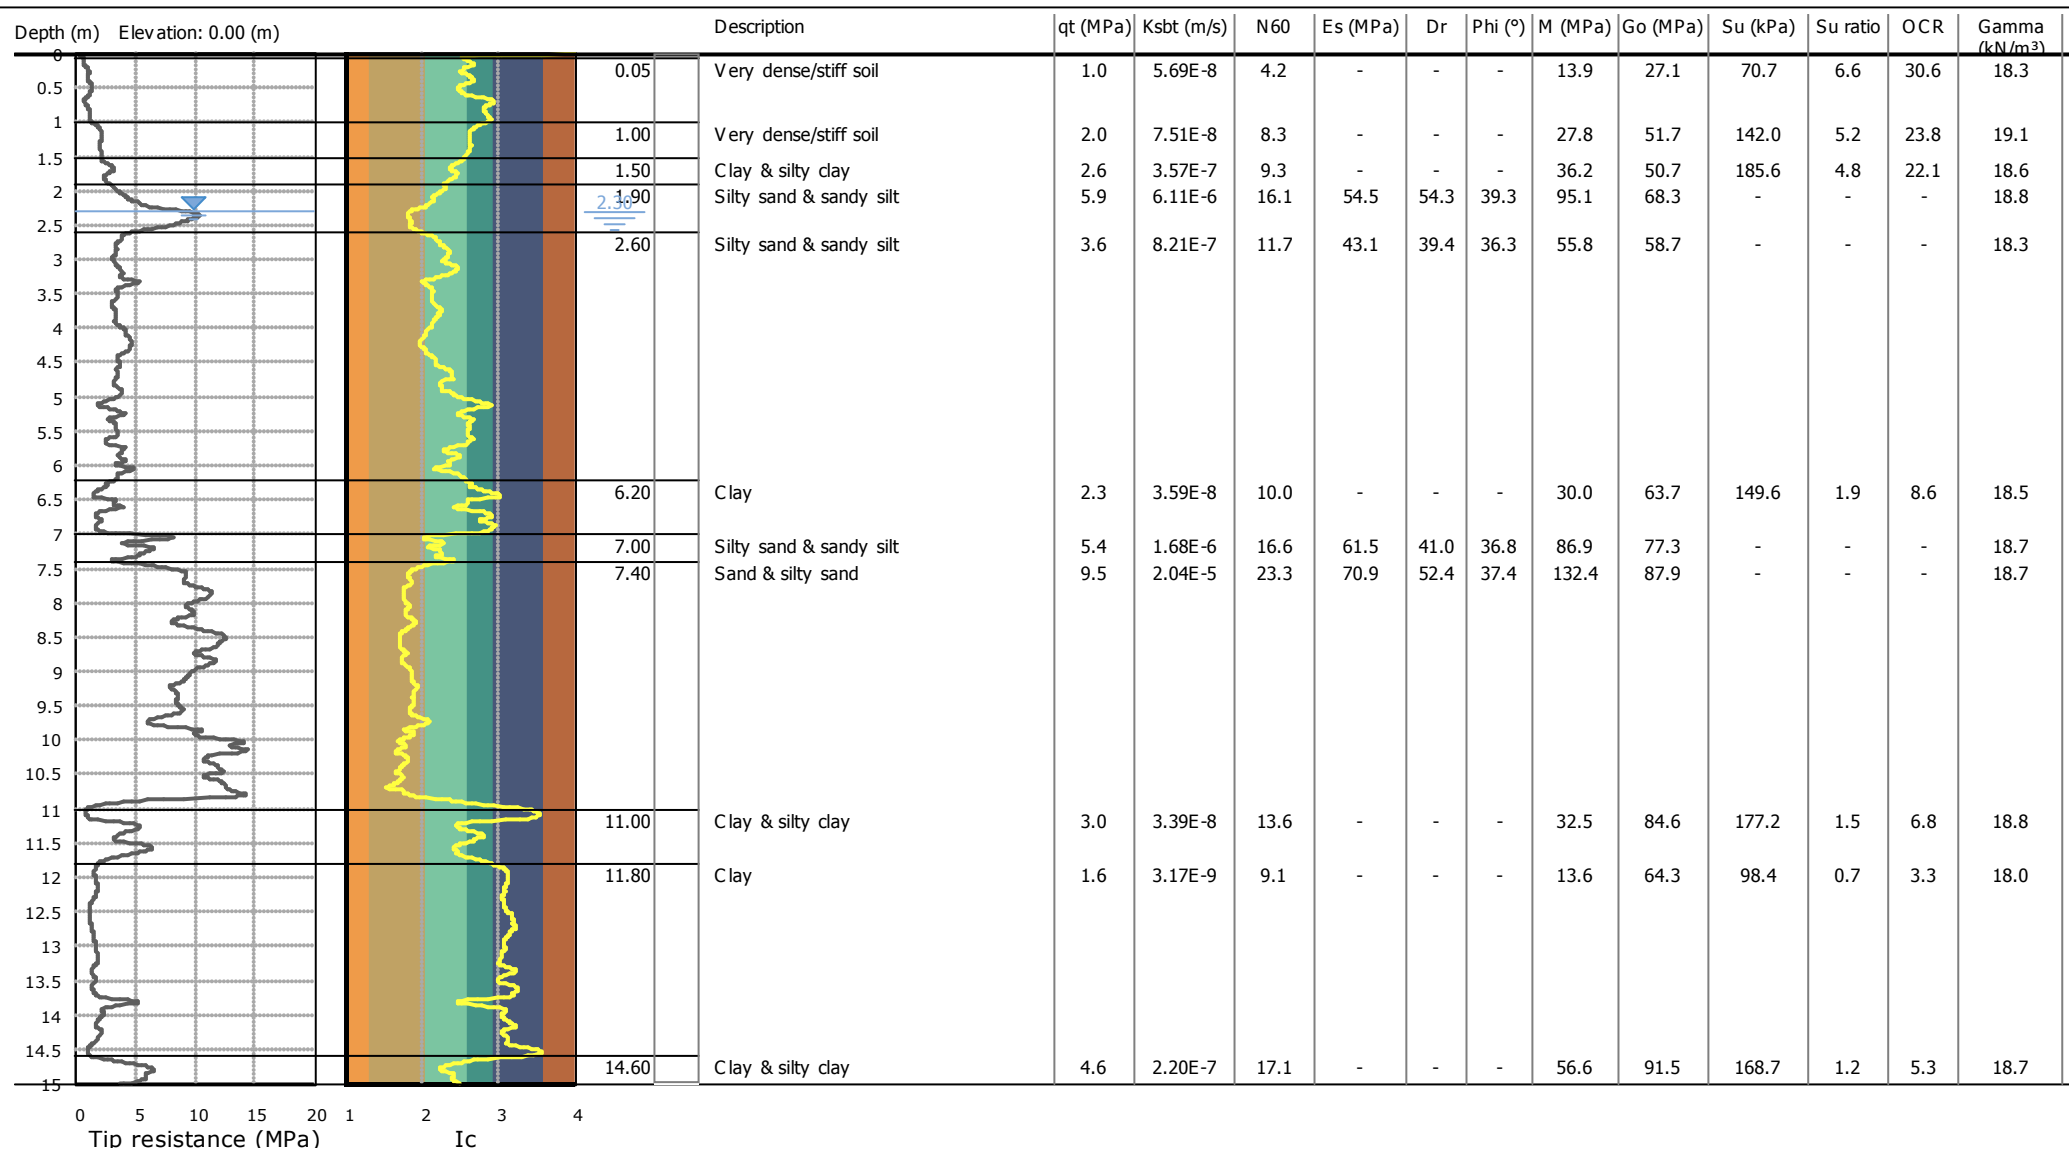 Depth (m) Elevation: 0.00 (m) Description qt (MPa) Ksbt (m/s) N60 Es (MPa) Dr Phi (°) M (MPa) Go (MPa) Su (kPa) Su ratio OCR Gamma (kN/m³)
0
0.05 Very dense/stiff soil 1.0 5.69E-8 4.2 - - - 13.9 27.1 70.7 6.6 30.6 18.3
0.5
1
1.00 Very dense/stiff soil 2.0 7.51E-8 8.3 - - - 27.8 51.7 142.0 5.2 23.8 19.1
1.5
1.50 Clay & silty clay 2.6 3.57E-7 9.3 - - - 36.2 50.7 185.6 4.8 22.1 18.6
2
1.90 Silty sand & sandy silt 5.9 6.11E-6 16.1 54.5 54.3 39.3 95.1 68.3 - - - 18.8
2.30
2.5
2.60 Silty sand & sandy silt 3.6 8.21E-7 11.7 43.1 39.4 36.3 55.8 58.7 - - - 18.3
3
3.5
4
4.5
5
5.5
6
6.20 Clay 2.3 3.59E-8 10.0 - - - 30.0 63.7 149.6 1.9 8.6 18.5
6.5
7
7.00 Silty sand & sandy silt 5.4 1.68E-6 16.6 61.5 41.0 36.8 86.9 77.3 - - - 18.7
7.5
7.40 Sand & silty sand 9.5 2.04E-5 23.3 70.9 52.4 37.4 132.4 87.9 - - - 18.7
8
8.5
9
9.5
10
10.5
11
11.00 Clay & silty clay 3.0 3.39E-8 13.6 - - - 32.5 84.6 177.2 1.5 6.8 18.8
11.5
12
11.80 Clay 1.6 3.17E-9 9.1 - - - 13.6 64.3 98.4 0.7 3.3 18.0
12.5
13
13.5
14
14.5
14.60 Clay & silty clay 4.6 2.20E-7 17.1 - - - 56.6 91.5 168.7 1.2 5.3 18.7
15
0 5 10 15 20 1 2 3 4
Tip resistance (MPa) Ic